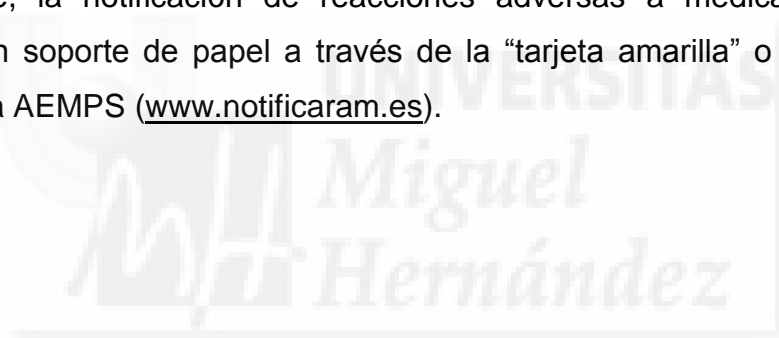 , la notificación de reacciones adversas a
soporte de papel a través de la “tarjeta amarilla” o
AEMPS (www.notificaram.es).
UNIVERSITAS
Miguel
Hernández